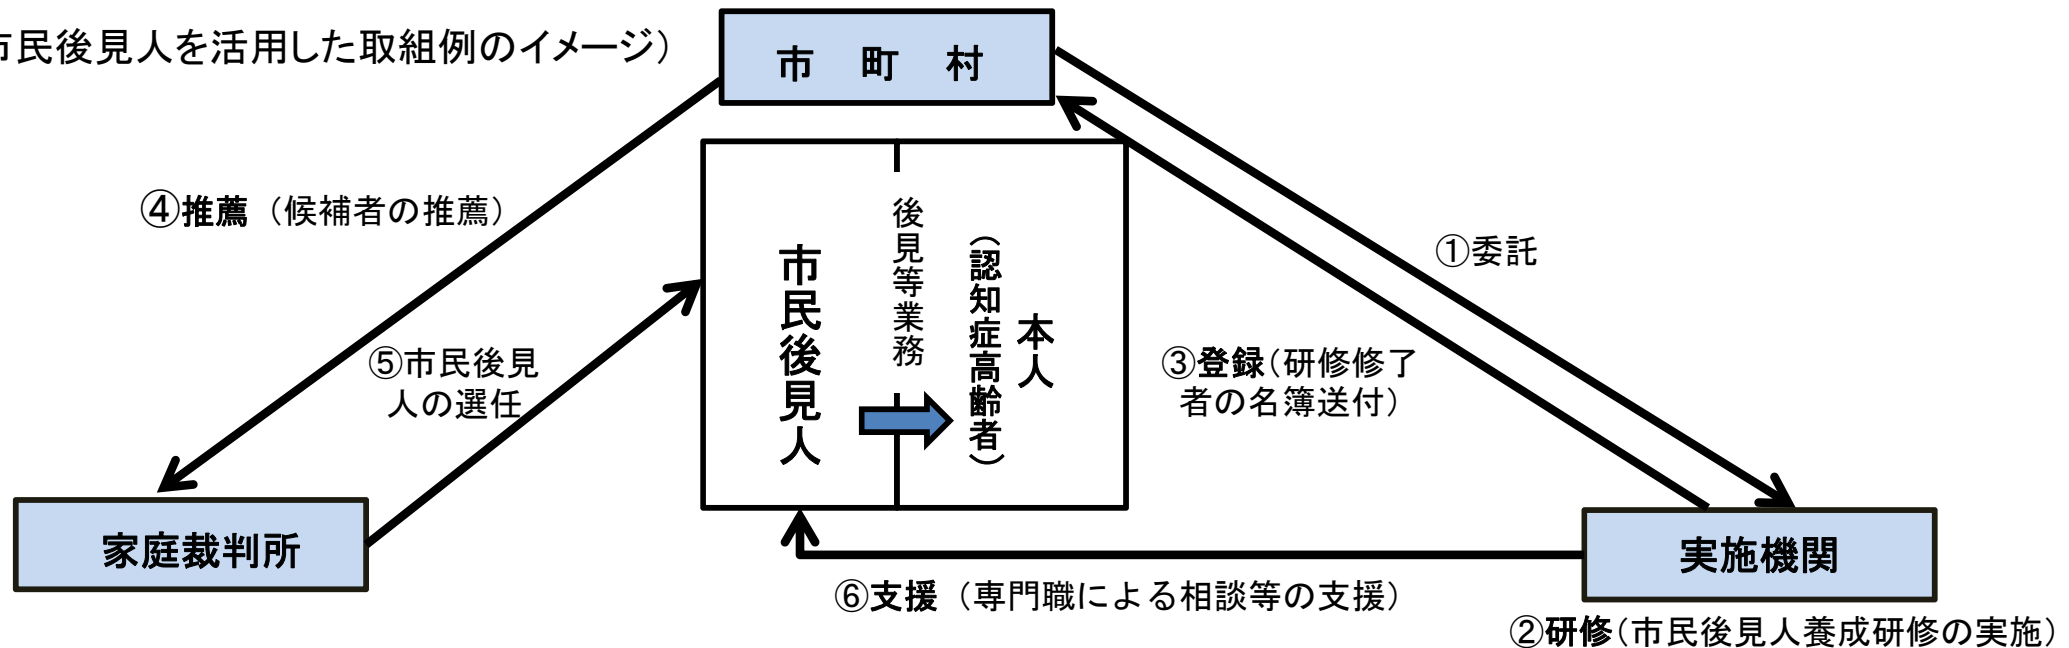 市民後見人を活用した取組例のイメージ）
市　町　村
④推薦（候補者の推薦）
①委託
後見等業務
市民後見人
本人
（認知症高齢者）
⑤市民後見
人の選任
③登録（研修修了
者の名簿送付）
家庭裁判所
実施機関
⑥支援（専門職による相談等の支援）
②研修（市民後見人養成研修の実施）